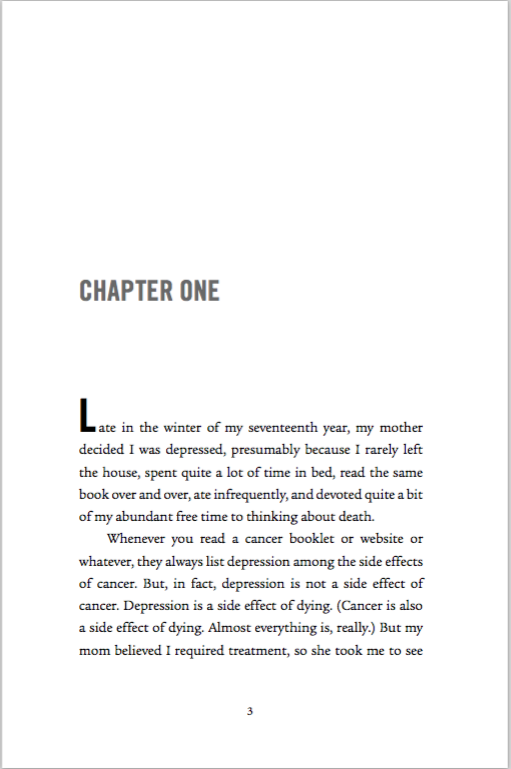 CHAPTER ONE
Late in the winter of my seventeenth year, my mother
decided I was depressed, presumably because I rarely left
the house, spent quite a lot of time in bed, read the same
book over and over, ate infrequently, and devoted quite a bit
of my abundant free time to thinking about death.
Whenever you read a cancer booklet or website or
whatever, they always list depression among the side effects
of cancer. But, in fact, depression is not a side effect of
cancer. Depression is a side effect of dying. (Cancer is also
a side effect of dying. Almost everything is, really.) But my
mom believed I required treatment, so she took me to see
3